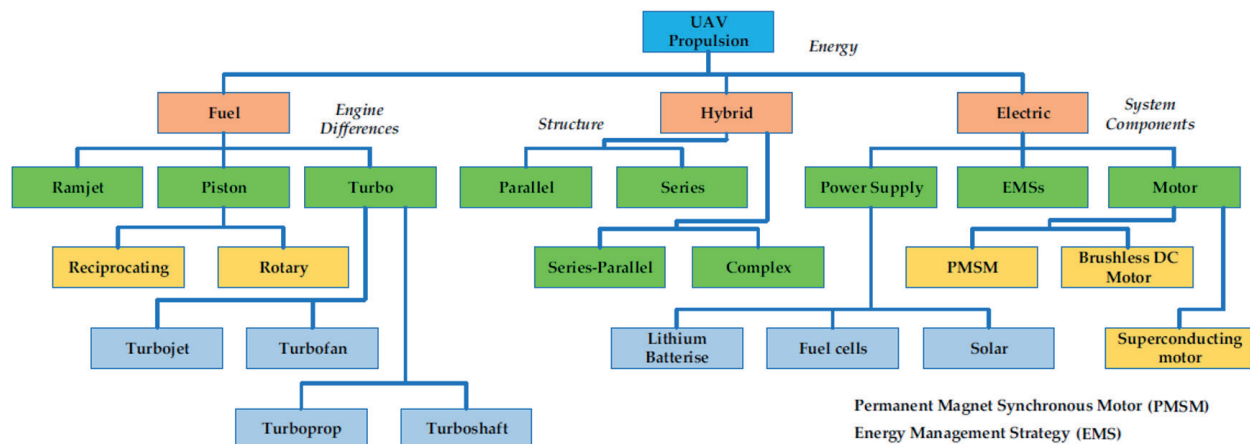 UAV
Propulsion
Energy
Fuel
Engine
Differences
Structure
Hybrid
Electric
System
Components
Ramjet
Piston
Turbo
Parallel
Series
Power Supply
EMSs
Motor
Reciprocating
Rotary
Series-Parallel
Complex
PMSM
Brushless DC
Motor
Turbojet
Turbofan
Lithium
Batterise
Fuel cells
Solar
Superconducting
motor
Turboprop
Turboshaft
Permanent Magnet Synchronous Motor (PMSM)
Energy Management Strategy (EMS)